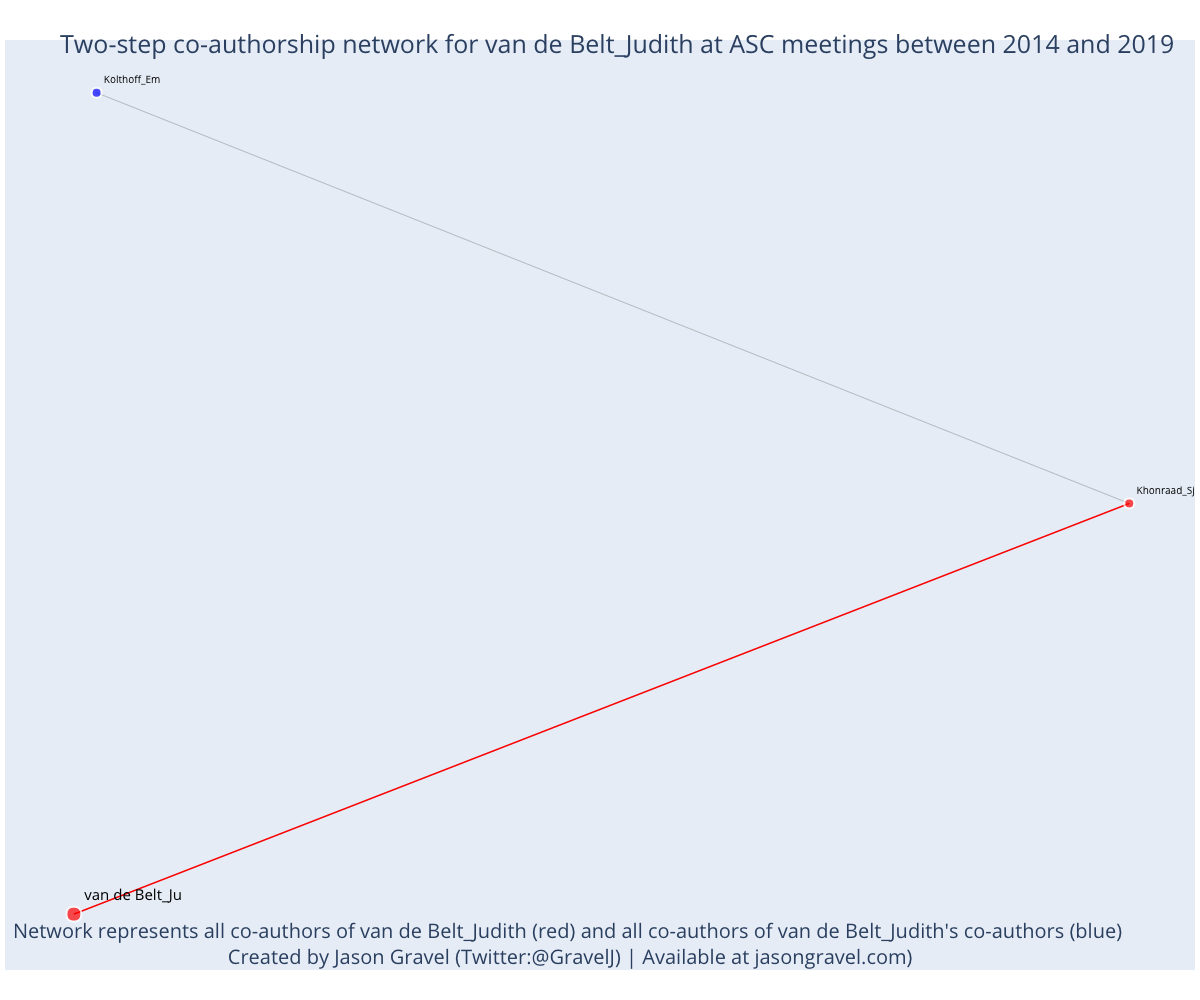 Two-step co-authorship network for van de Belt_Judith at ASC meetings between 2014 and 2019
Kolthoff_Em
Khonraad_Sj
van de Belt_Ju
Network represents all co-authors of van de Belt_Judith (red) and all co-authors of van de Belt_Judith's co-authors (blue)
Created by Jason Gravel (Twitter:@GravelJ) | Available at jasongravel.com)